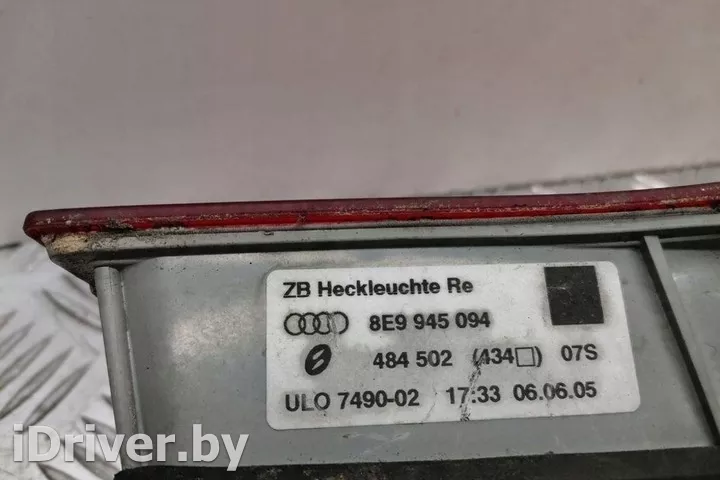 ZB Heckleuchte Re
8E9 945 094
484 502 (434□) 07S
ULO 7490-02 17:33 06.06.05
iDriver.by